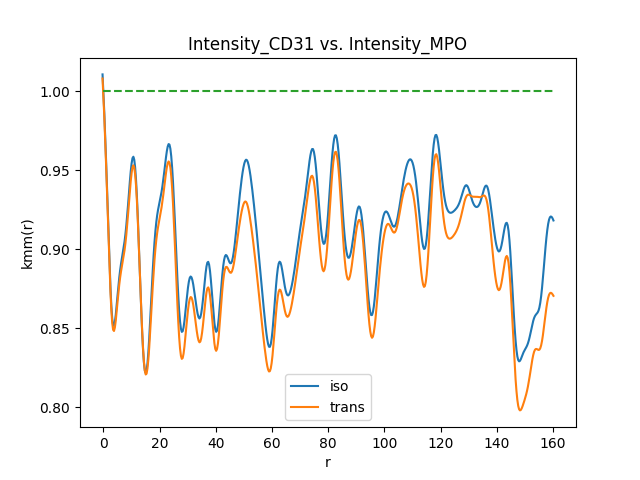 Intensity_CD31 vs. Intensity_MPO
kmm(r)
1.00
0.95
0.90
0.85
0.80
iso
trans
0 20 40 60 80 100 120 140 160
r